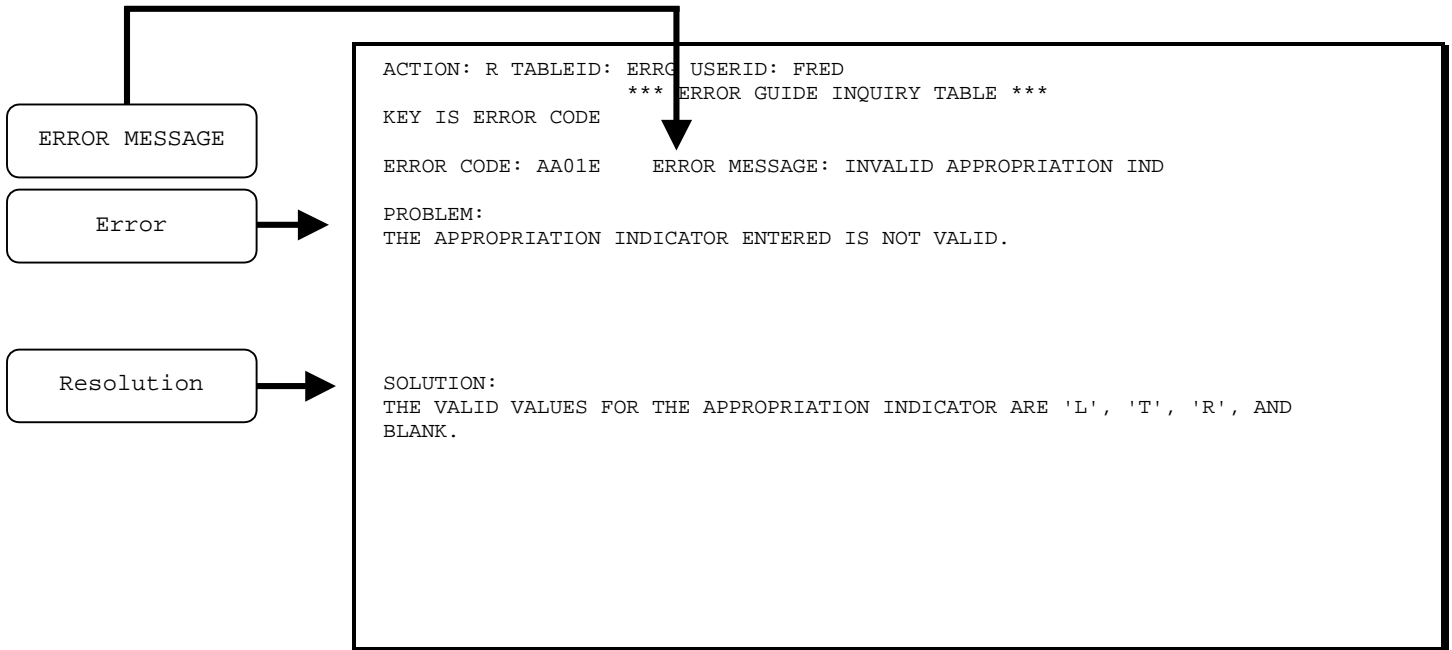 ACTION: R TABLEID: ERRG USERID: FRED
*** ERROR GUIDE INQUIRY TABLE ***
KEY IS ERROR CODE
ERROR MESSAGE
ERROR CODE: AA01E ERROR MESSAGE: INVALID APPROPRIATION IND
Error
PROBLEM:
THE APPROPRIATION INDICATOR ENTERED IS NOT VALID.
Resolution
SOLUTION:
THE VALID VALUES FOR THE APPROPRIATION INDICATOR ARE 'L', 'T', 'R', AND
BLANK.